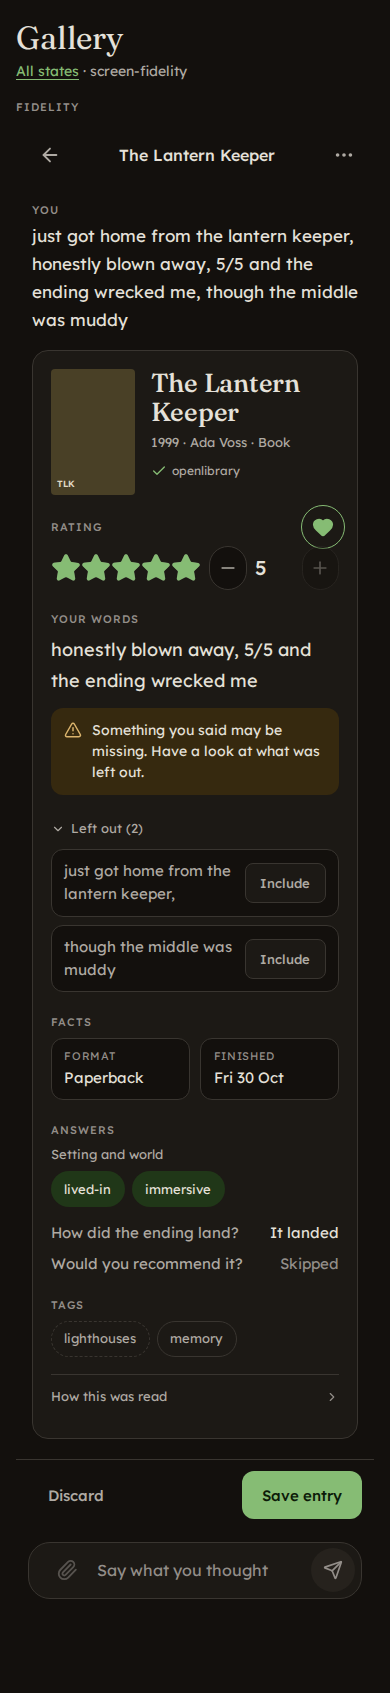 Gallery
All states · screen-fidelity
FIDELITY
The Lantern Keeper
YOU
just got home from the lantern keeper,
honestly blown away, 5/5 and the
ending wrecked me, though the middle
was muddy
The Lantern
Keeper
1999 · Ada Voss · Book
openlibrary
TLK
RATING
5
YOUR WORDS
honestly blown away, 5/5 and
the ending wrecked me
Something you said may be
missing. Have a look at what was
left out.
Left out (2)
just got home from the
lantern keeper,
Include
though the middle was
muddy
Include
FACTS
FORMAT
Paperback
FINISHED
Fri 30 Oct
ANSWERS
Setting and world
lived-in immersive
How did the ending land? It landed
Would you recommend it? Skipped
TAGS
lighthouses memory
How this was read
Discard Save entry
Say what you thought